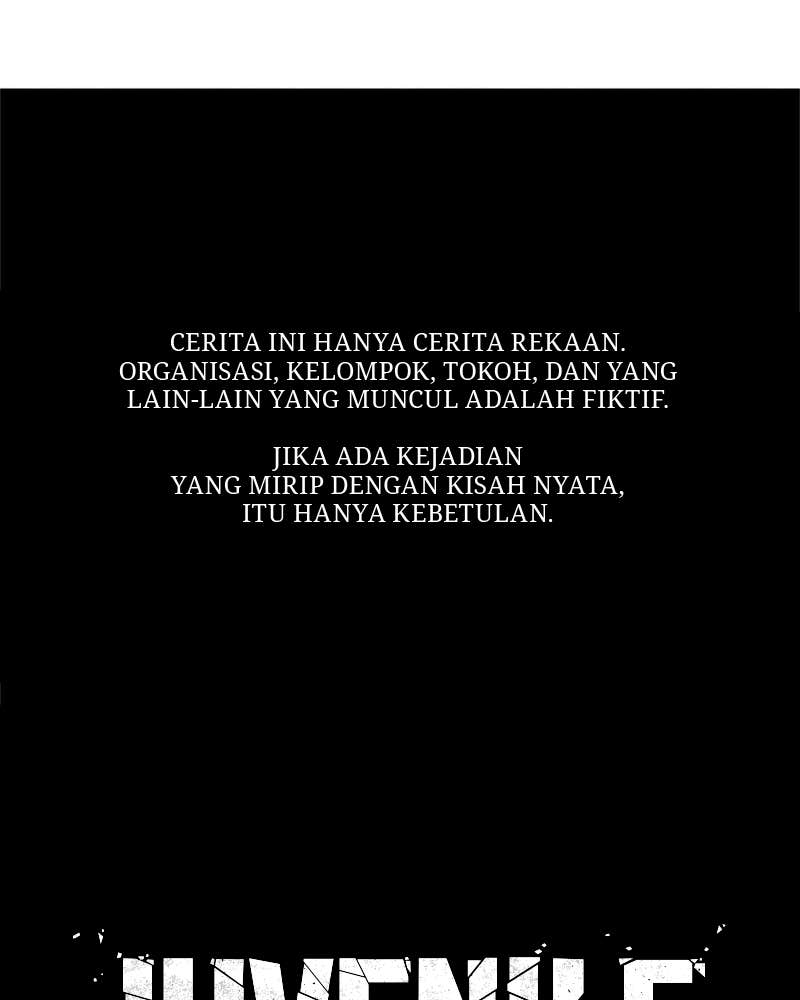 CERITA INI HANYA CERITA REKAAN.
ORGANISASI, KELOMPOK, TOKOH, DAN YANG
LAIN-LAIN YANG MUNCUL ADALAH FIKTIF.
JIKA ADA KEJADIAN
YANG MIRIP DENGAN KISAH NYATA,
ITU HANYA KEBETULAN.
JUVENILE